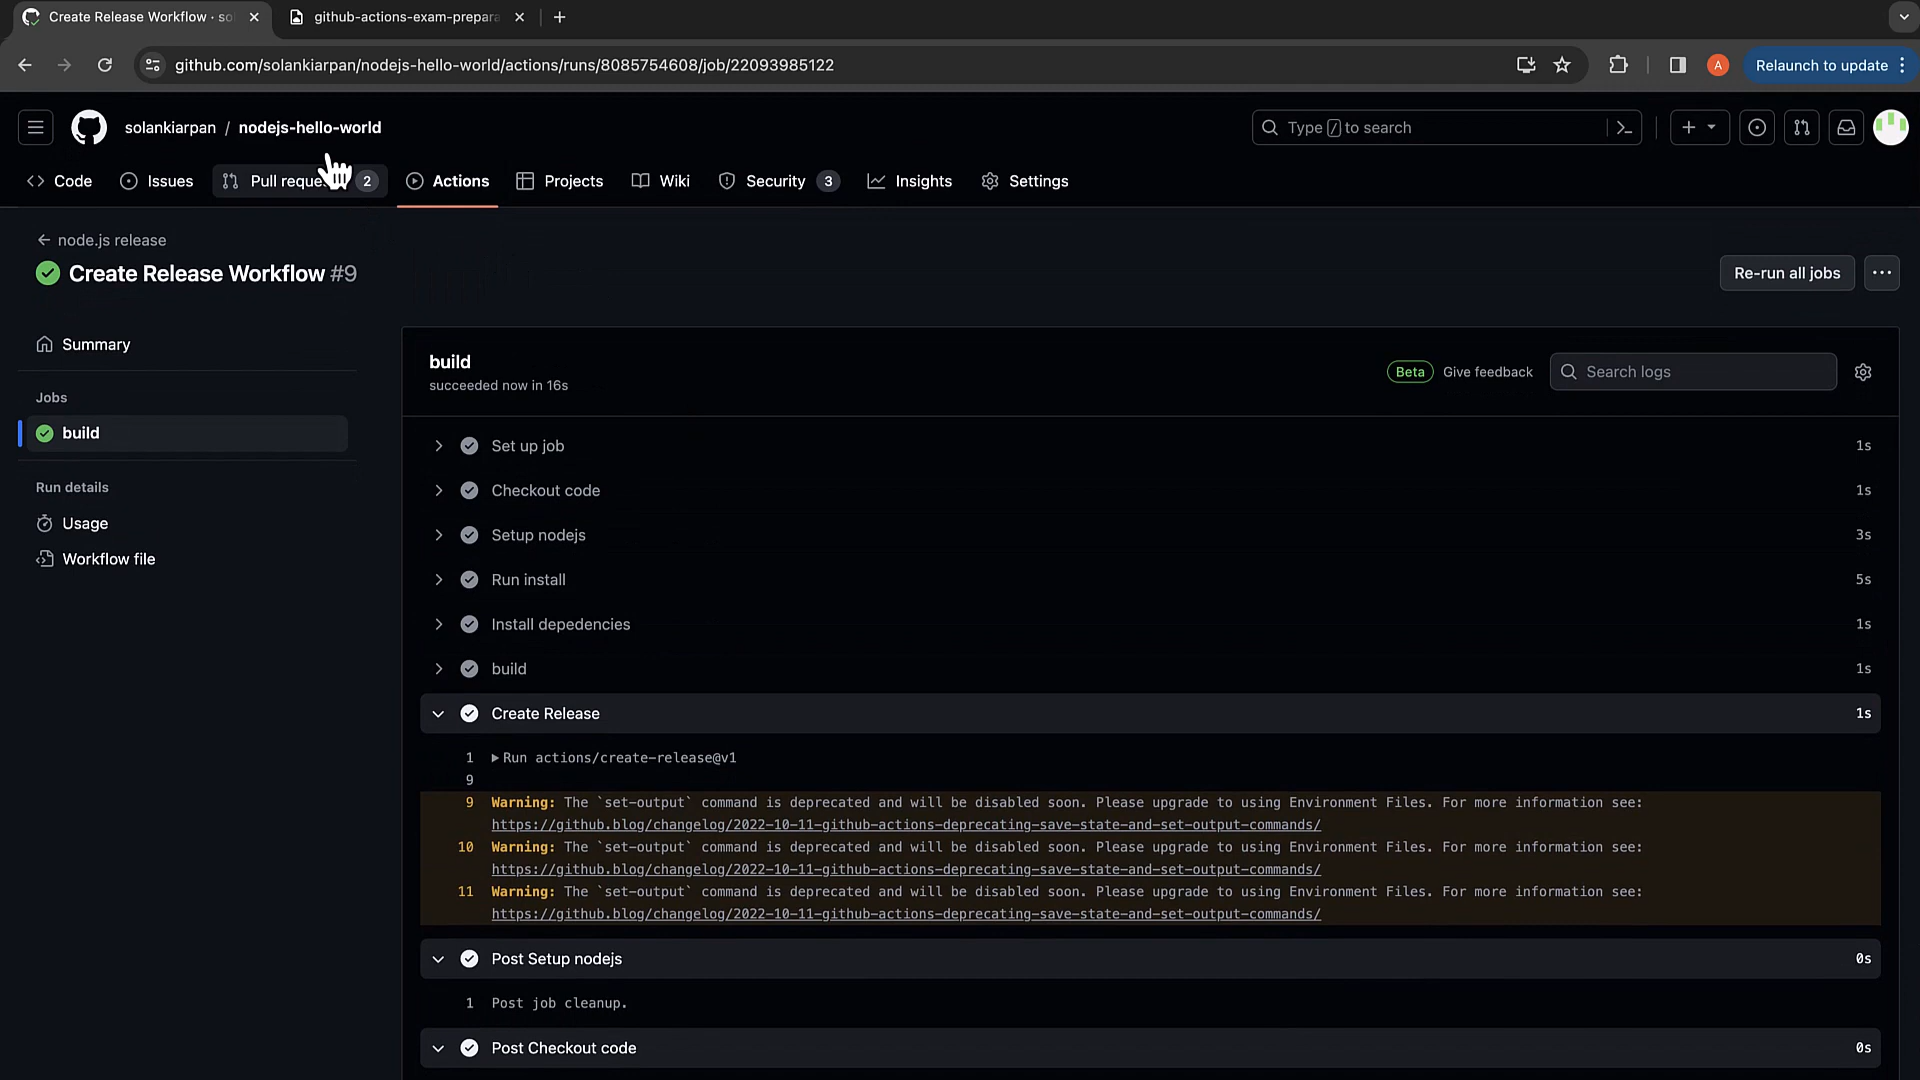 Create Release Workflow · so
github-actions-exam-prepara
github.com/solankiarpan/nodejs-hello-world/actions/runs/8085754608/job/22093985122
A
Relaunch to update
solankiarpan / nodejs-hello-world
Type / to search
Code
Issues
Pull reque
2
Actions
Projects
Wiki
Security 3
Insights
Settings
node.js release
Create Release Workflow #9
Re-run all jobs
Summary
Jobs
build
Run details
Usage
Workflow file
build
succeeded now in 16s
Beta Give feedback
Search logs
Set up job 1s
Checkout code 1s
Setup nodejs 3s
Run install 5s
Install depedencies 1s
build 1s
Create Release 1s
1 Run actions/create-release@v1
9
9 Warning: The `set-output` command is deprecated and will be disabled soon. Please upgrade to using Environment Files. For more information see:
https://github.blog/changelog/2022-10-11-github-actions-deprecating-save-state-and-set-output-commands/
10 Warning: The `set-output` command is deprecated and will be disabled soon. Please upgrade to using Environment Files. For more information see:
https://github.blog/changelog/2022-10-11-github-actions-deprecating-save-state-and-set-output-commands/
11 Warning: The `set-output` command is deprecated and will be disabled soon. Please upgrade to using Environment Files. For more information see:
https://github.blog/changelog/2022-10-11-github-actions-deprecating-save-state-and-set-output-commands/
Post Setup nodejs 0s
1 Post job cleanup.
Post Checkout code 0s